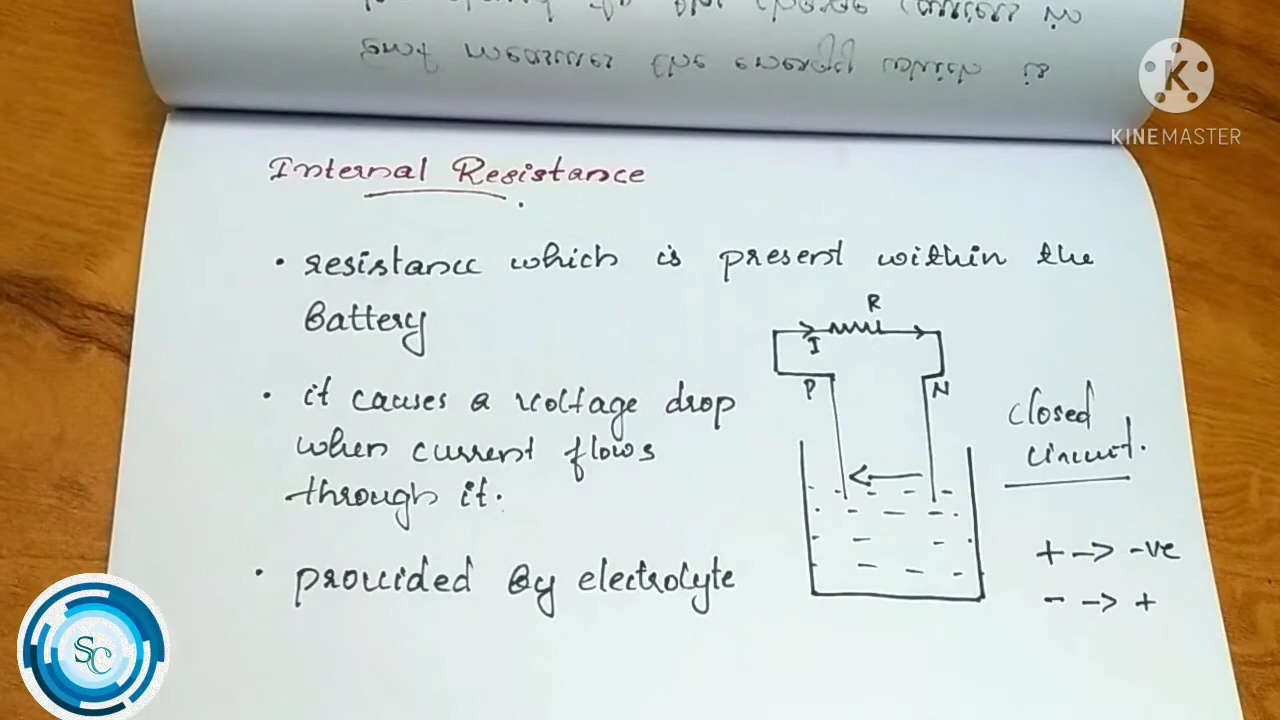 KINEMASTER
K
Internal Resistance
• resistance which is present within the
Battery
• it causes a voltage drop
when current flows
through it.
• provided by electrolyte
R
I
P
N
closed
circuit.
+ -> -ve
- -> +
SC